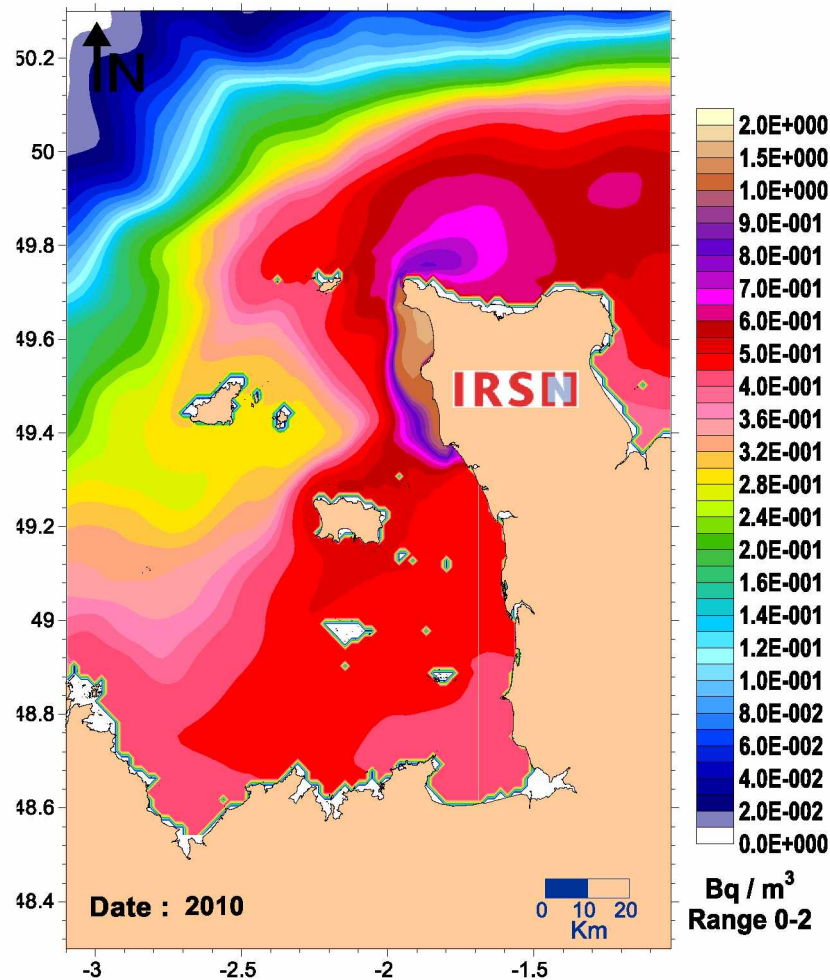 50.2
50
49.8
49.6
49.4
49.2
49
48.8
48.6
48.4
-3
-2.5
-2
-1.5
N
IRSN
Date : 2010
0 10 20
Km
2.0E+000
1.5E+000
1.0E+000
9.0E-001
8.0E-001
7.0E-001
6.0E-001
5.0E-001
4.0E-001
3.6E-001
3.2E-001
2.8E-001
2.4E-001
2.0E-001
1.6E-001
1.4E-001
1.2E-001
1.0E-001
8.0E-002
6.0E-002
4.0E-002
2.0E-002
0.0E+000
Bq / m³
Range 0-2